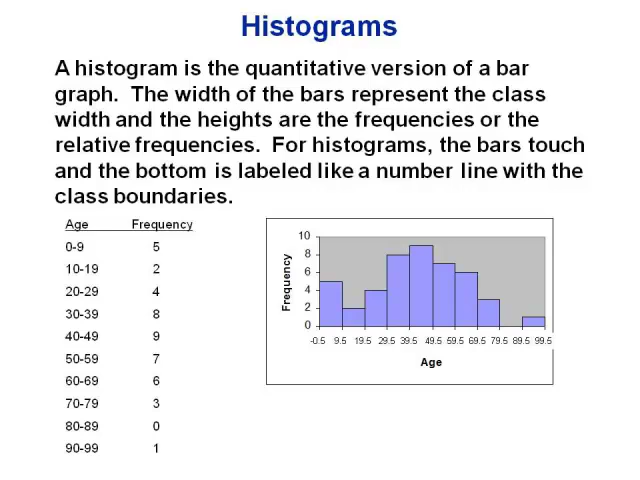 Histograms
A histogram is the quantitative version of a bar
graph. The width of the bars represent the class
width and the heights are the frequencies or the
relative frequencies. For histograms, the bars touch
and the bottom is labeled like a number line with the
class boundaries.
Age Frequency
0-9 5
10-19 2
20-29 4
30-39 8
40-49 9
50-59 7
60-69 6
70-79 3
80-89 0
90-99 1
Frequency
10
8
6
4
2
0
-0.5 9.5 19.5 29.5 39.5 49.5 59.5 69.5 79.5 89.5 99.5
Age